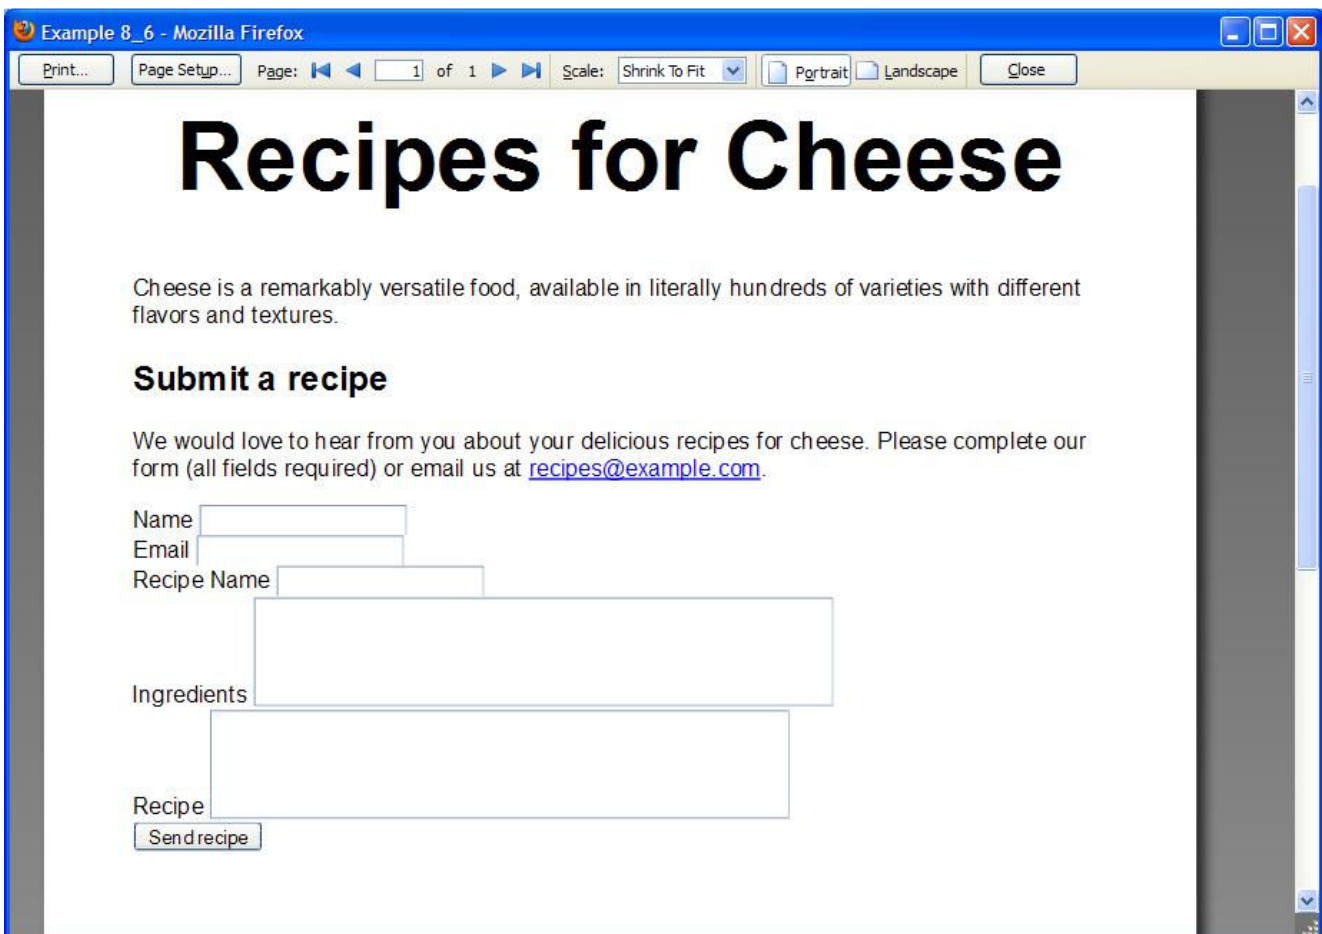 Example 8_6 - Mozilla Firefox
Print... Page Setup... Page: 1 of 1 Scale: Shrink To Fit Portrait Landscape Close
Recipes for Cheese
Cheese is a remarkably versatile food, available in literally hundreds of varieties with different
flavors and textures.
Submit a recipe
We would love to hear from you about your delicious recipes for cheese. Please complete our
form (all fields required) or email us at recipes@example.com.
Name
Email
Recipe Name
Ingredients
Recipe
Send recipe